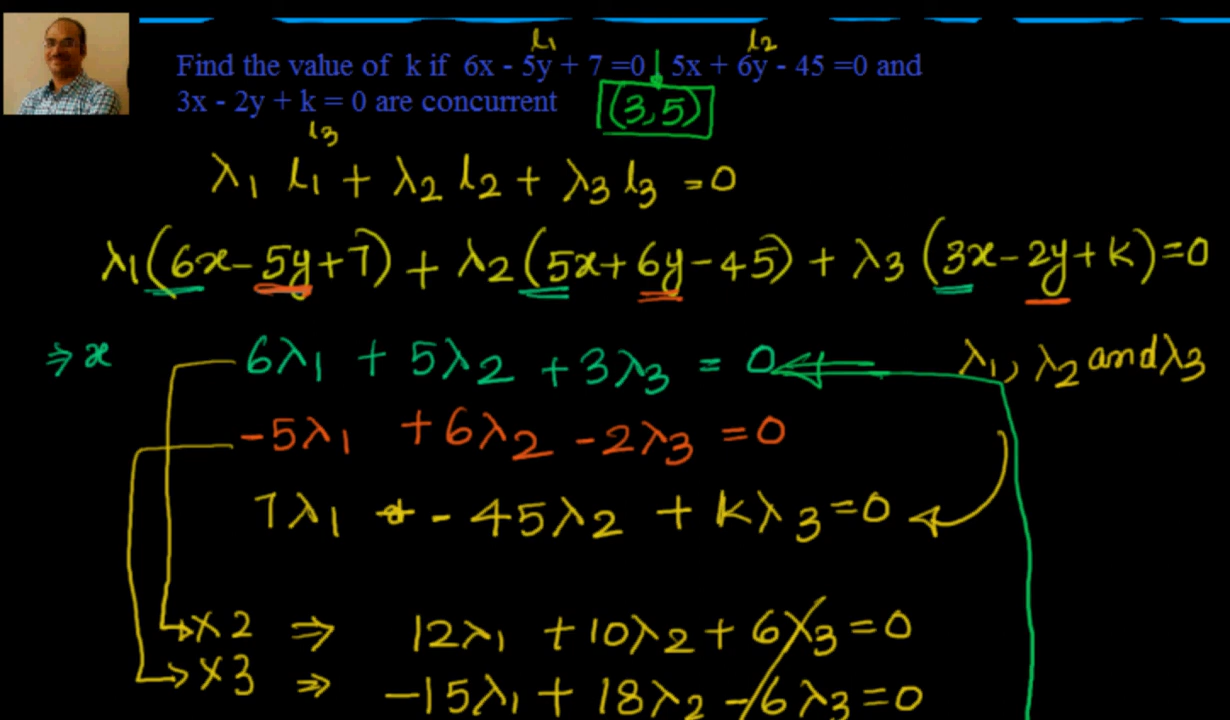 l1 l2
Find the value of k if 6x - 5y + 7 =0 5x + 6y - 45 =0 and
3x - 2y + k = 0 are concurrent (3,5)
l3
λ1 l1 + λ2 l2 + λ3 l3 = 0
λ1(6x-5y+7) + λ2(5x+6y-45) + λ3(3x-2y+k)=0
⇒ x 6λ1 + 5λ2 + 3λ3 = 0 λ1, λ2 and λ3
-5λ1 + 6λ2 - 2λ3 = 0
7λ1 - 45λ2 + kλ3 = 0
×2 ⇒ 12λ1 + 10λ2 + 6λ3 = 0
×3 ⇒ -15λ1 + 18λ2 - 6λ3 = 0